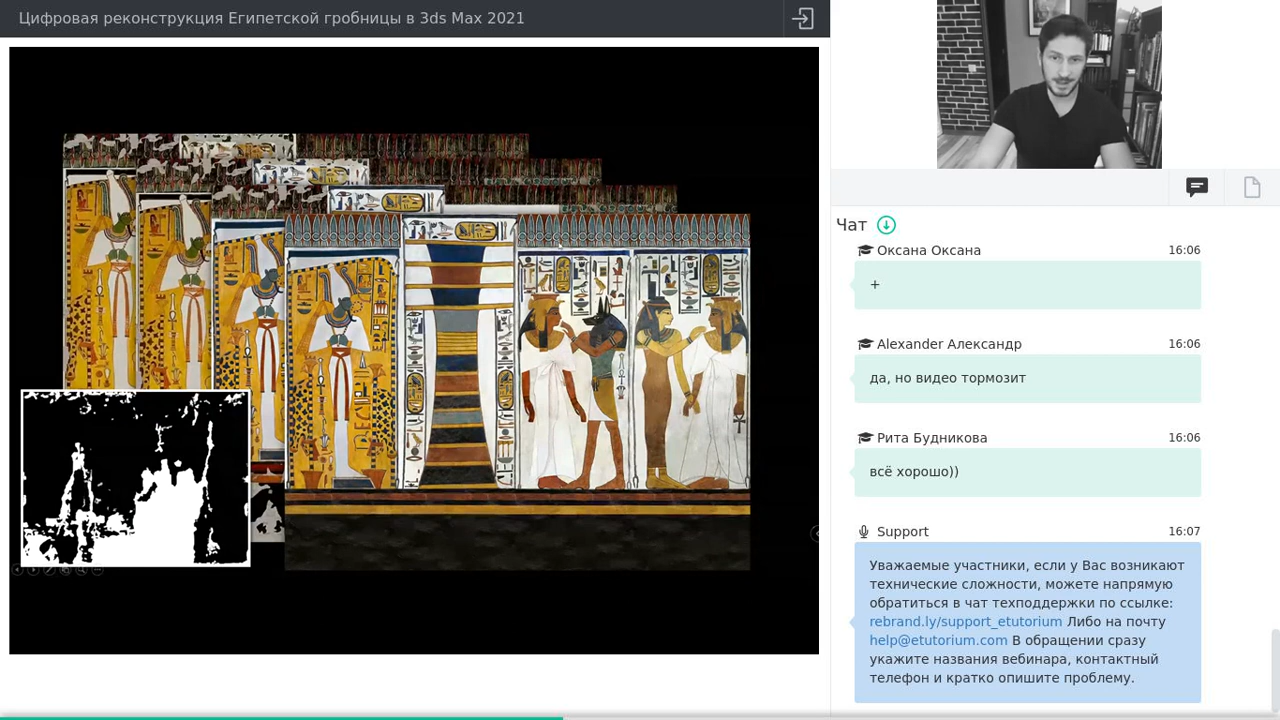 Цифровая реконструкция Египетской гробницы в 3ds Max 2021
Чат
Оксана Оксана 16:06
+
Alexander Александр 16:06
да, но видео тормозит
Рита Будникова 16:06
всё хорошо))
Support 16:07
Уважаемые участники, если у Вас возникают
технические сложности, можете напрямую
обратиться в чат техподдержки по ссылке:
rebrand.ly/support_etutorium Либо на почту
help@etutorium.com В обращении сразу
укажите названия вебинара, контактный
телефон и кратко опишите проблему.